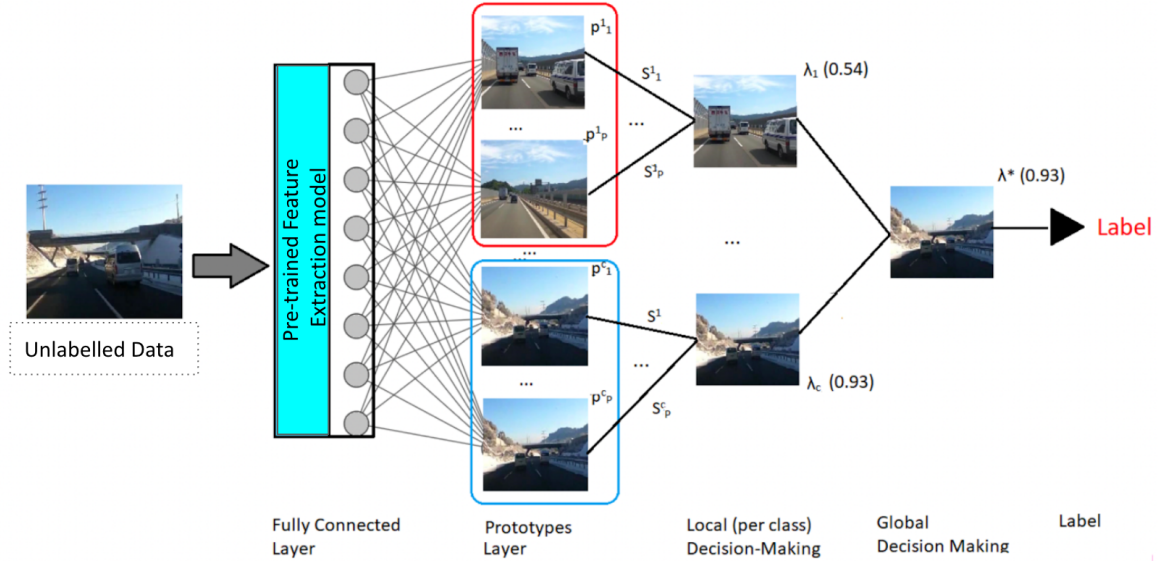 Unlabelled Data
Pre-trained Feature
Extraction model
p¹₁
...
p¹ₚ
...
...
pᶜ₁
...
pᶜₚ
S¹₁
...
S¹ₚ
S¹
...
Sᶜₚ
λ₁ (0.54)
...
λ꜀ (0.93)
λ* (0.93)
Label
Fully Connected
Layer
Prototypes
Layer
Local (per class)
Decision-Making
Global
Decision Making
Label